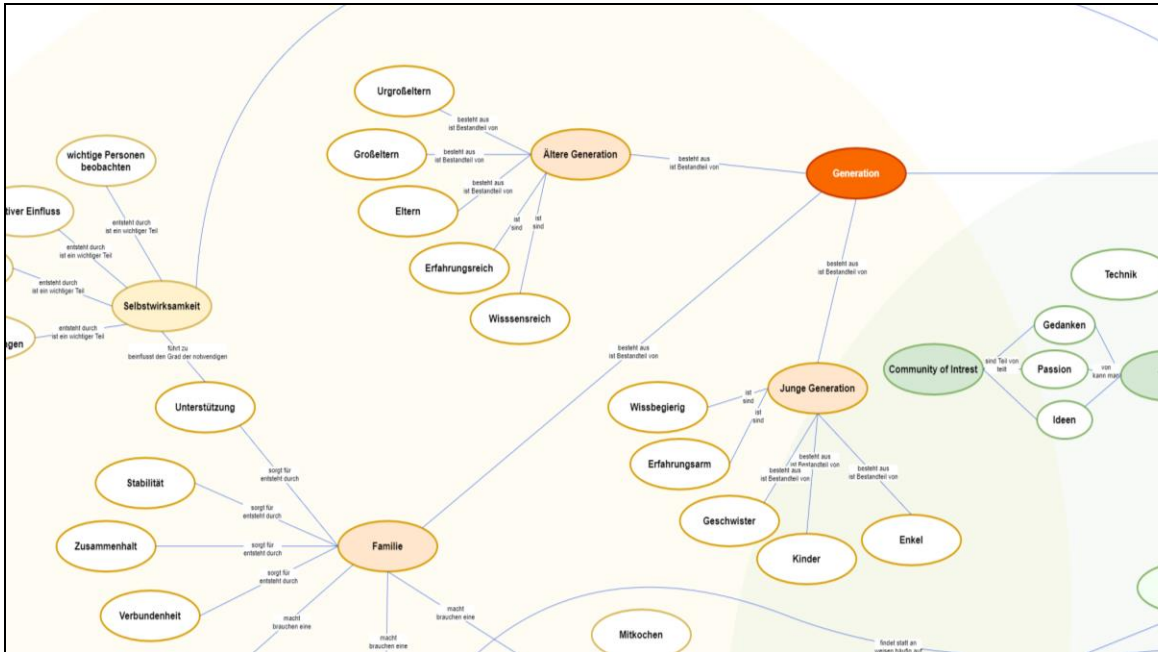 Urgroßeltern
besteht aus
ist Bestandteil von
Großeltern
besteht aus
ist Bestandteil von
Ältere Generation
besteht aus
ist Bestandteil von
Generation
wichtige Personen
beobachten
besteht aus
ist Bestandteil von
Eltern
ist
sind
ist
sind
tiver Einfluss
entsteht durch
ist ein wichtiger Teil
entsteht durch
ist ein wichtiger Teil
Erfahrungsreich
besteht aus
ist Bestandteil von
Technik
entsteht durch
ist ein wichtiger Teil
Selbstwirksamkeit
Wisssensreich
Gedanken
gen
entsteht durch
ist ein wichtiger Teil
führt zu
beinflusst den Grad der notvendigen
besteht aus
ist Bestandteil von
Community of Intrest
sind Teil von
teilt
Passion
von
kann man
Junge Generation
Unterstützung
Wissbegierig
ist
sind
ist
sind
Ideen
Erfahrungsarm
sorgt für
entsteht durch
besteht aus
ist Bestandteil von
besteht aus
ist Bestandteil von
besteht aus
ist Bestandteil von
Stabilität
sorgt für
entsteht durch
Geschwister
Zusammenhalt
sorgt für
entsteht durch
Familie
Kinder
Enkel
sorgt für
entsteht durch
Verbundenheit
macht
brauchen eine
macht
brauchen eine
macht
brauchen eine
Mitkochen
findet statt an